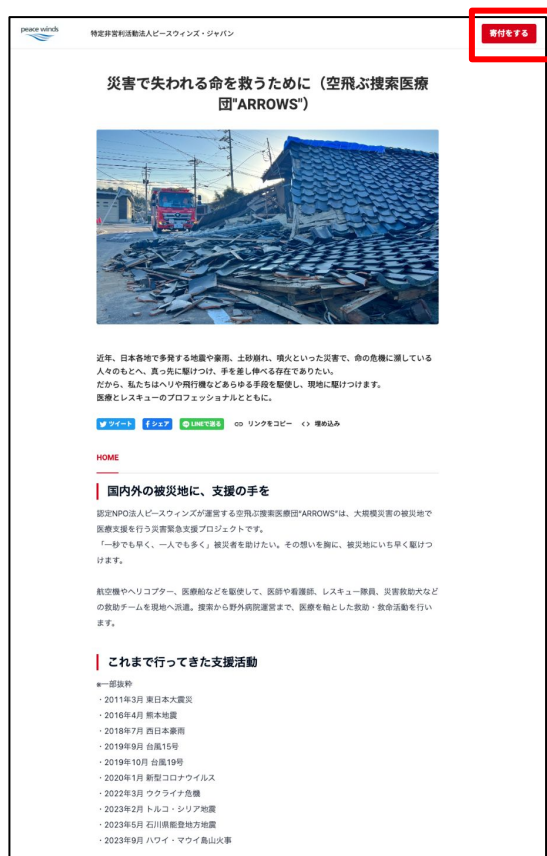 peace winds
特定非営利活動法人ピースウィンズ・ジャパン
寄付をする
災害で失われる命を救うために（空飛ぶ捜索医療
団"ARROWS"）
近年、日本各地で多発する地震や豪雨、土砂崩れ、噴火といった災害で、命の危機に瀕している
人々のもとへ、真っ先に駆けつけ、手を差し伸べる存在でありたい。
だから、私たちはヘリや飛行機などあらゆる手段を駆使し、現地に駆けつけます。
医療とレスキューのプロフェッショナルとともに。
ツイート シェア LINEで送る リンクをコピー 埋め込み
HOME
国内外の被災地に、支援の手を
認定NPO法人ピースウィンズが運営する空飛ぶ捜索医療団"ARROWS"は、大規模災害の被災地で
医療支援を行う災害緊急支援プロジェクトです。
「一秒でも早く、一人でも多く」被災者を助けたい。その想いを胸に、被災地にいち早く駆けつ
けます。
航空機やヘリコプター、医療船などを駆使して、医師や看護師、レスキュー隊員、災害救助犬など
の救助チームを現地へ派遣。捜索から野外病院運営まで、医療を軸とした救助・救命活動を行い
ます。
これまで行ってきた支援活動
※一部抜粋
・2011年3月 東日本大震災
・2016年4月 熊本地震
・2018年7月 西日本豪雨
・2019年9月 台風15号
・2019年10月 台風19号
・2020年1月 新型コロナウイルス
・2022年3月 ウクライナ危機
・2023年2月 トルコ・シリア地震
・2023年5月 石川県能登地方地震
・2023年9月 ハワイ・マウイ島山火事